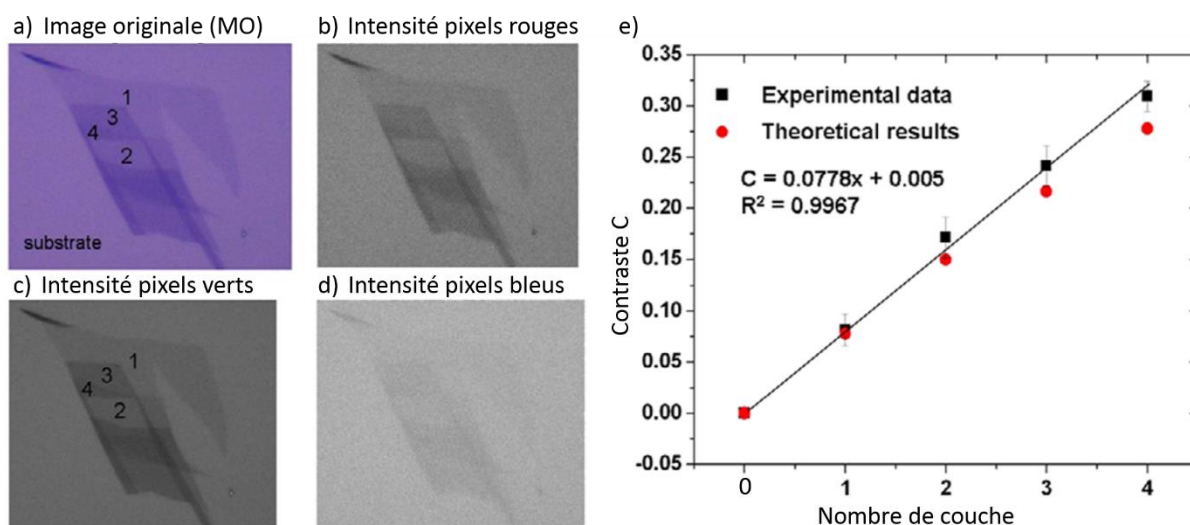 a) Image originale (MO)
1
3
4
2
substrate
b) Intensité pixels rouges
c) Intensité pixels verts
1
3
4
2
d) Intensité pixels bleus
e)
0.35
0.30
0.25
0.20
0.15
0.10
0.05
0.00
-0.05
Contraste C
Experimental data
Theoretical results
C = 0.0778x + 0.005
R² = 0.9967
0 1 2 3 4
Nombre de couche